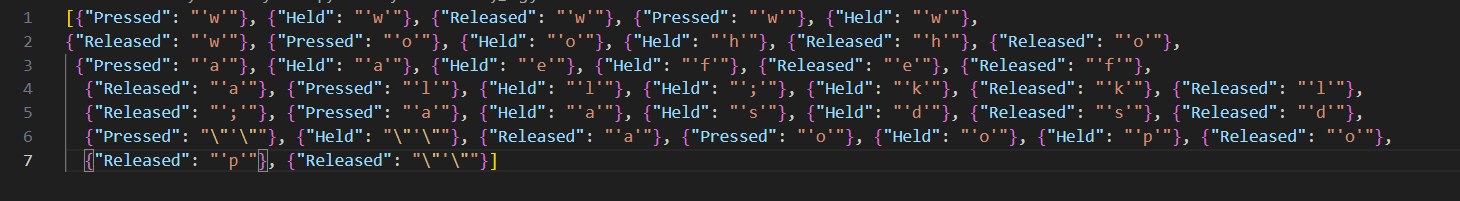 1 [{"Pressed": "'w'"}, {"Held": "'w'"}, {"Released": "'w'"}, {"Pressed": "'w'"}, {"Held": "'w'"},
2 {"Released": "'w'"}, {"Pressed": "'o'"}, {"Held": "'o'"}, {"Held": "'h'"}, {"Released": "'h'"}, {"Released": "'o'"},
3 {"Pressed": "'a'"}, {"Held": "'a'"}, {"Held": "'e'"}, {"Held": "'f'"}, {"Released": "'e'"}, {"Released": "'f'"},
4 {"Released": "'a'"}, {"Pressed": "'l'"}, {"Held": "'l'"}, {"Held": "';'"}, {"Held": "'k'"}, {"Released": "'k'"}, {"Released": "'l'"},
5 {"Released": "';'"}, {"Pressed": "'a'"}, {"Held": "'a'"}, {"Held": "'s'"}, {"Held": "'d'"}, {"Released": "'s'"}, {"Released": "'d'"},
6 {"Pressed": "\"'\""}, {"Held": "\"'\""}, {"Released": "'a'"}, {"Pressed": "'o'"}, {"Held": "'o'"}, {"Held": "'p'"}, {"Released": "'o'"},
7 {"Released": "'p'"}, {"Released": "\"'\""}]